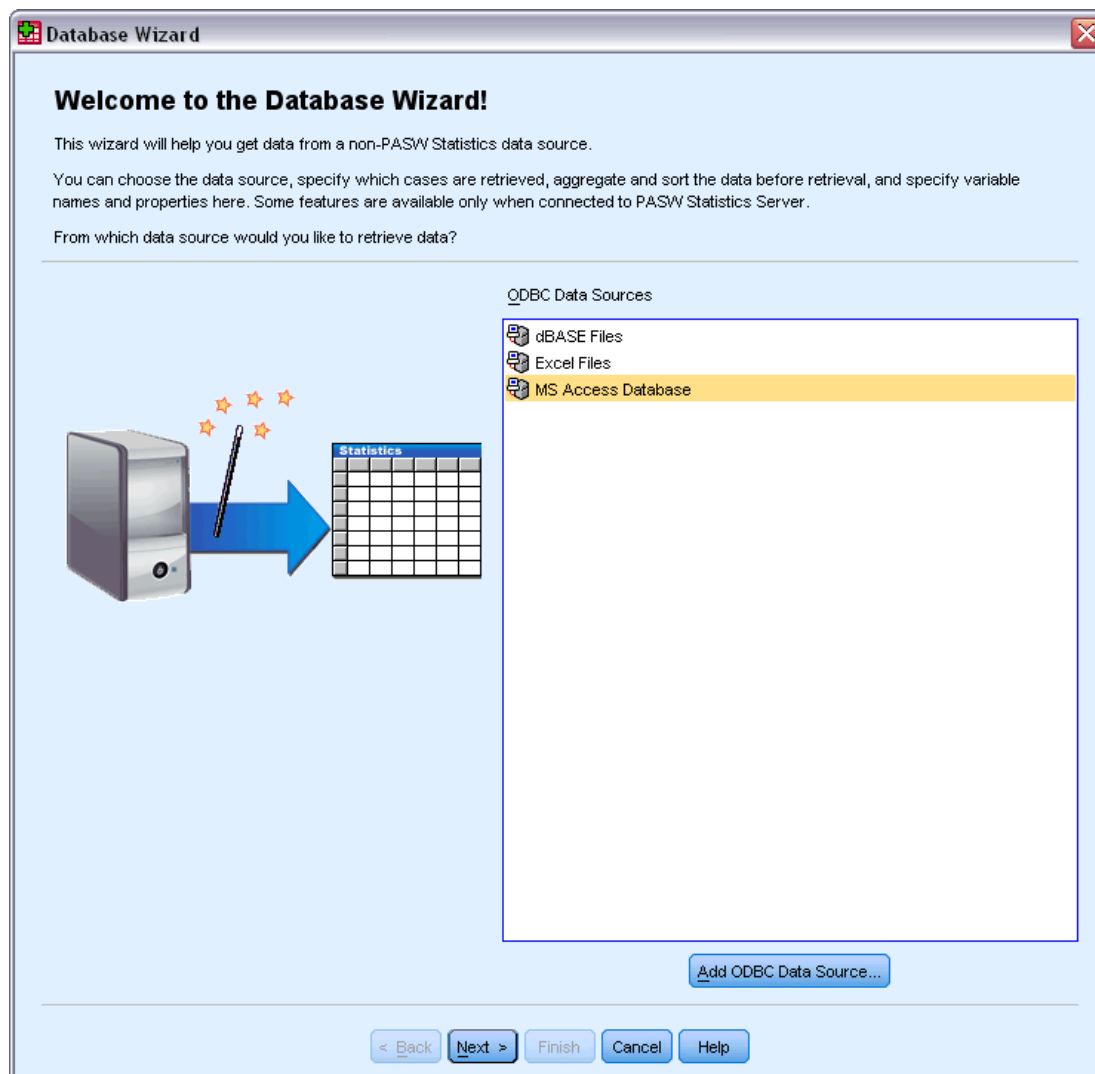 Database Wizard
Welcome to the Database Wizard!
This wizard will help you get data from a non-PASW Statistics data source.
You can choose the data source, specify which cases are retrieved, aggregate and sort the data before retrieval, and specify variable
names and properties here. Some features are available only when connected to PASW Statistics Server.
From which data source would you like to retrieve data?
ODBC Data Sources
dBASE Files
Excel Files
MS Access Database
Statistics
Add ODBC Data Source...
< Back
Next >
Finish
Cancel
Help